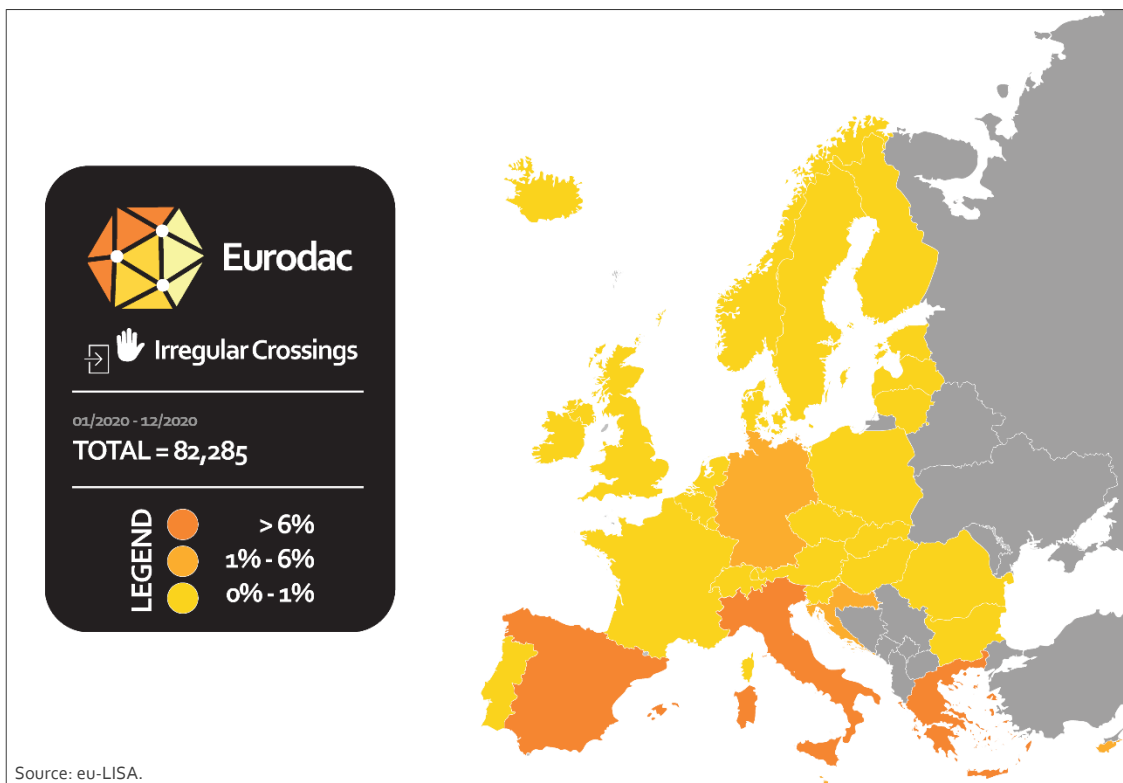 Eurodac
Irregular Crossings
01/2020 - 12/2020
TOTAL = 82,285
LEGEND
> 6%
1% - 6%
0% - 1%
Source: eu-LISA.